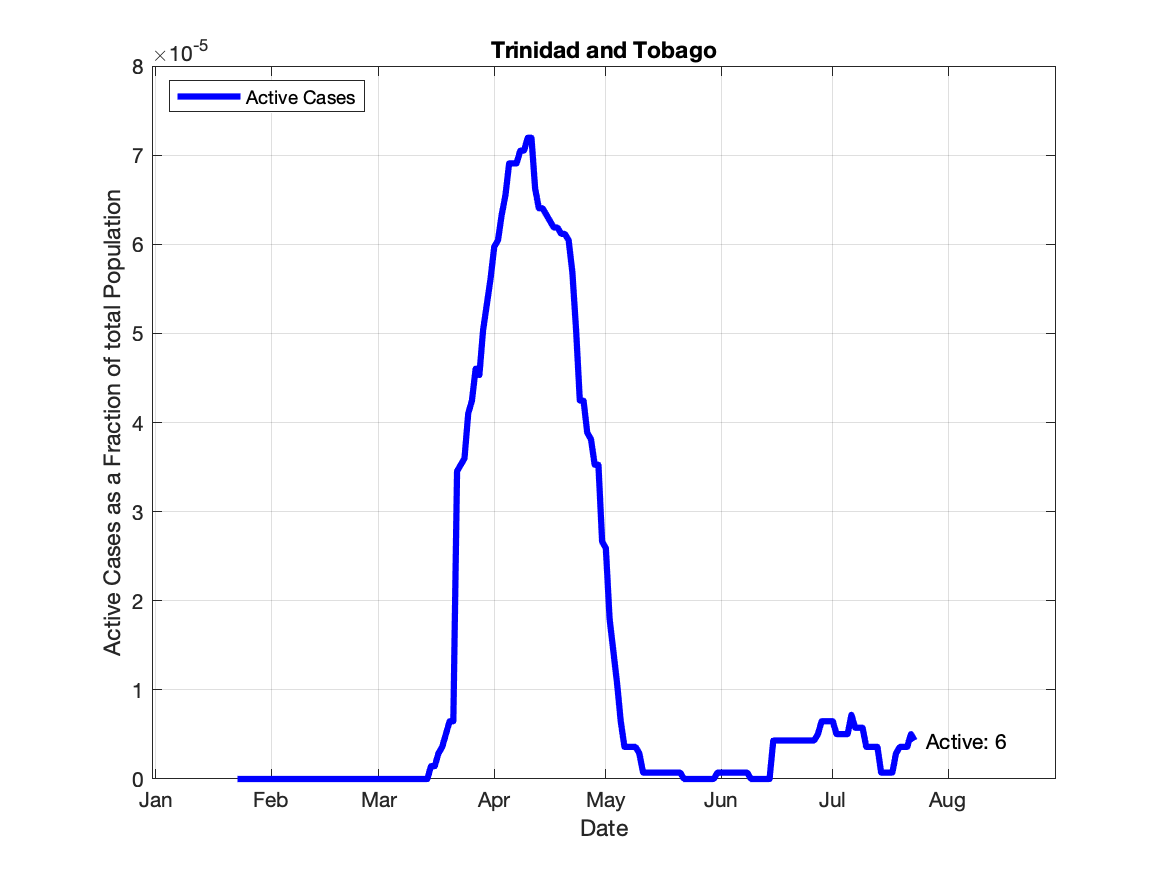 Trinidad and Tobago
×10-5
Active Cases
8
7
6
5
4
3
2
1
0
Active Cases as a Fraction of total Population
Active: 6
Jan Feb Mar Apr May Jun Jul Aug
Date